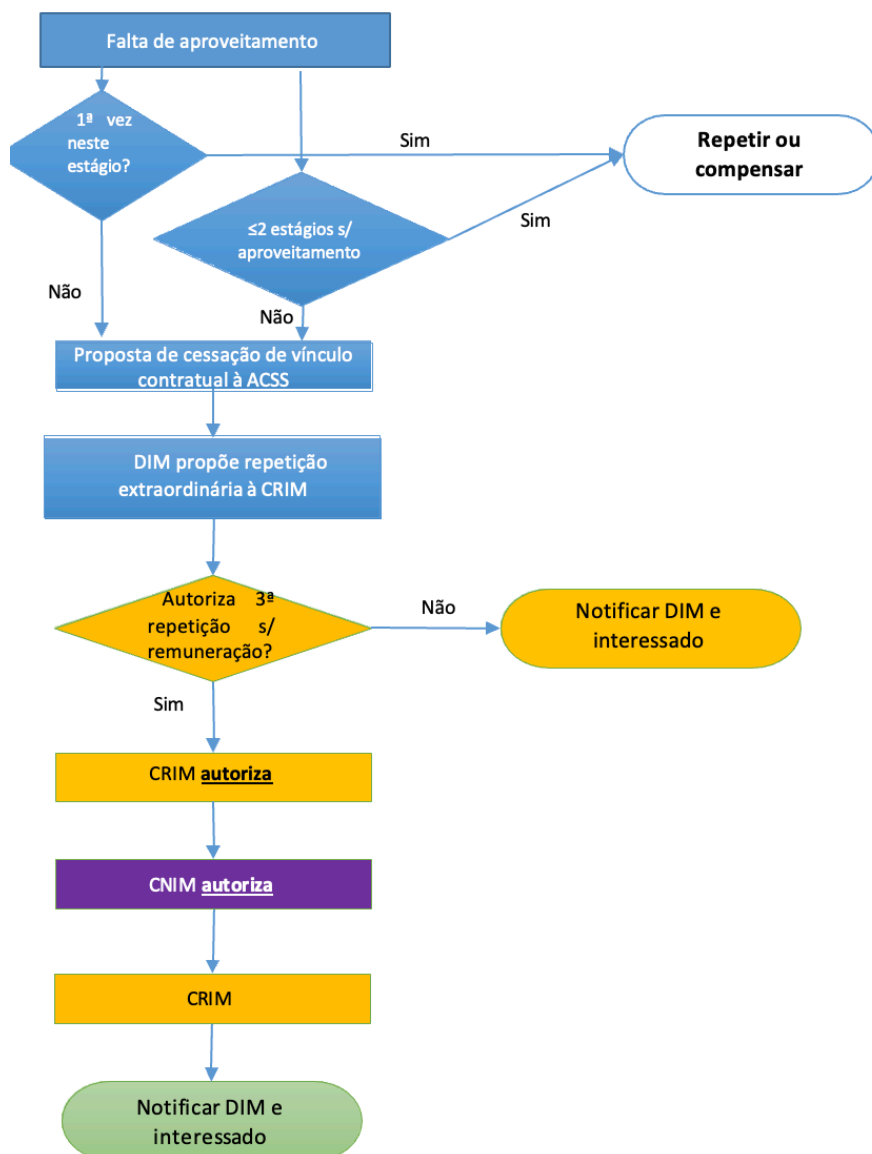 Falta de aproveitamento
1ª vez
neste
estágio?
Sim
Repetir ou
compensar
≤2 estágios s/
aproveitamento
Sim
Não
Não
Proposta de cessação de vínculo
contratual à ACSS
DIM propõe repetição
extraordinária à CRIM
Autoriza 3ª
repetição s/
remuneração?
Não
Notificar DIM e
interessado
Sim
CRIM autoriza
CNIM autoriza
CRIM
Notificar DIM e
interessado